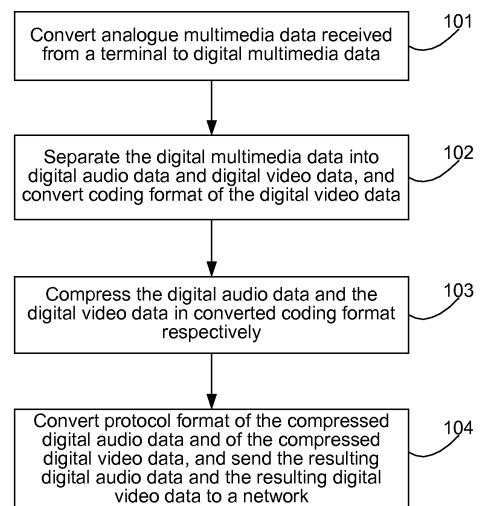 Convert analogue multimedia data received
from a terminal to digital multimedia data
101
Separate the digital multimedia data into
digital audio data and digital video data, and
convert coding format of the digital video data
102
Compress the digital audio data and the
digital video data in converted coding format
respectively
103
Convert protocol format of the compressed
digital audio data and of the compressed
digital video data, and send the resulting
digital audio data and the resulting digital
video data to a network
104